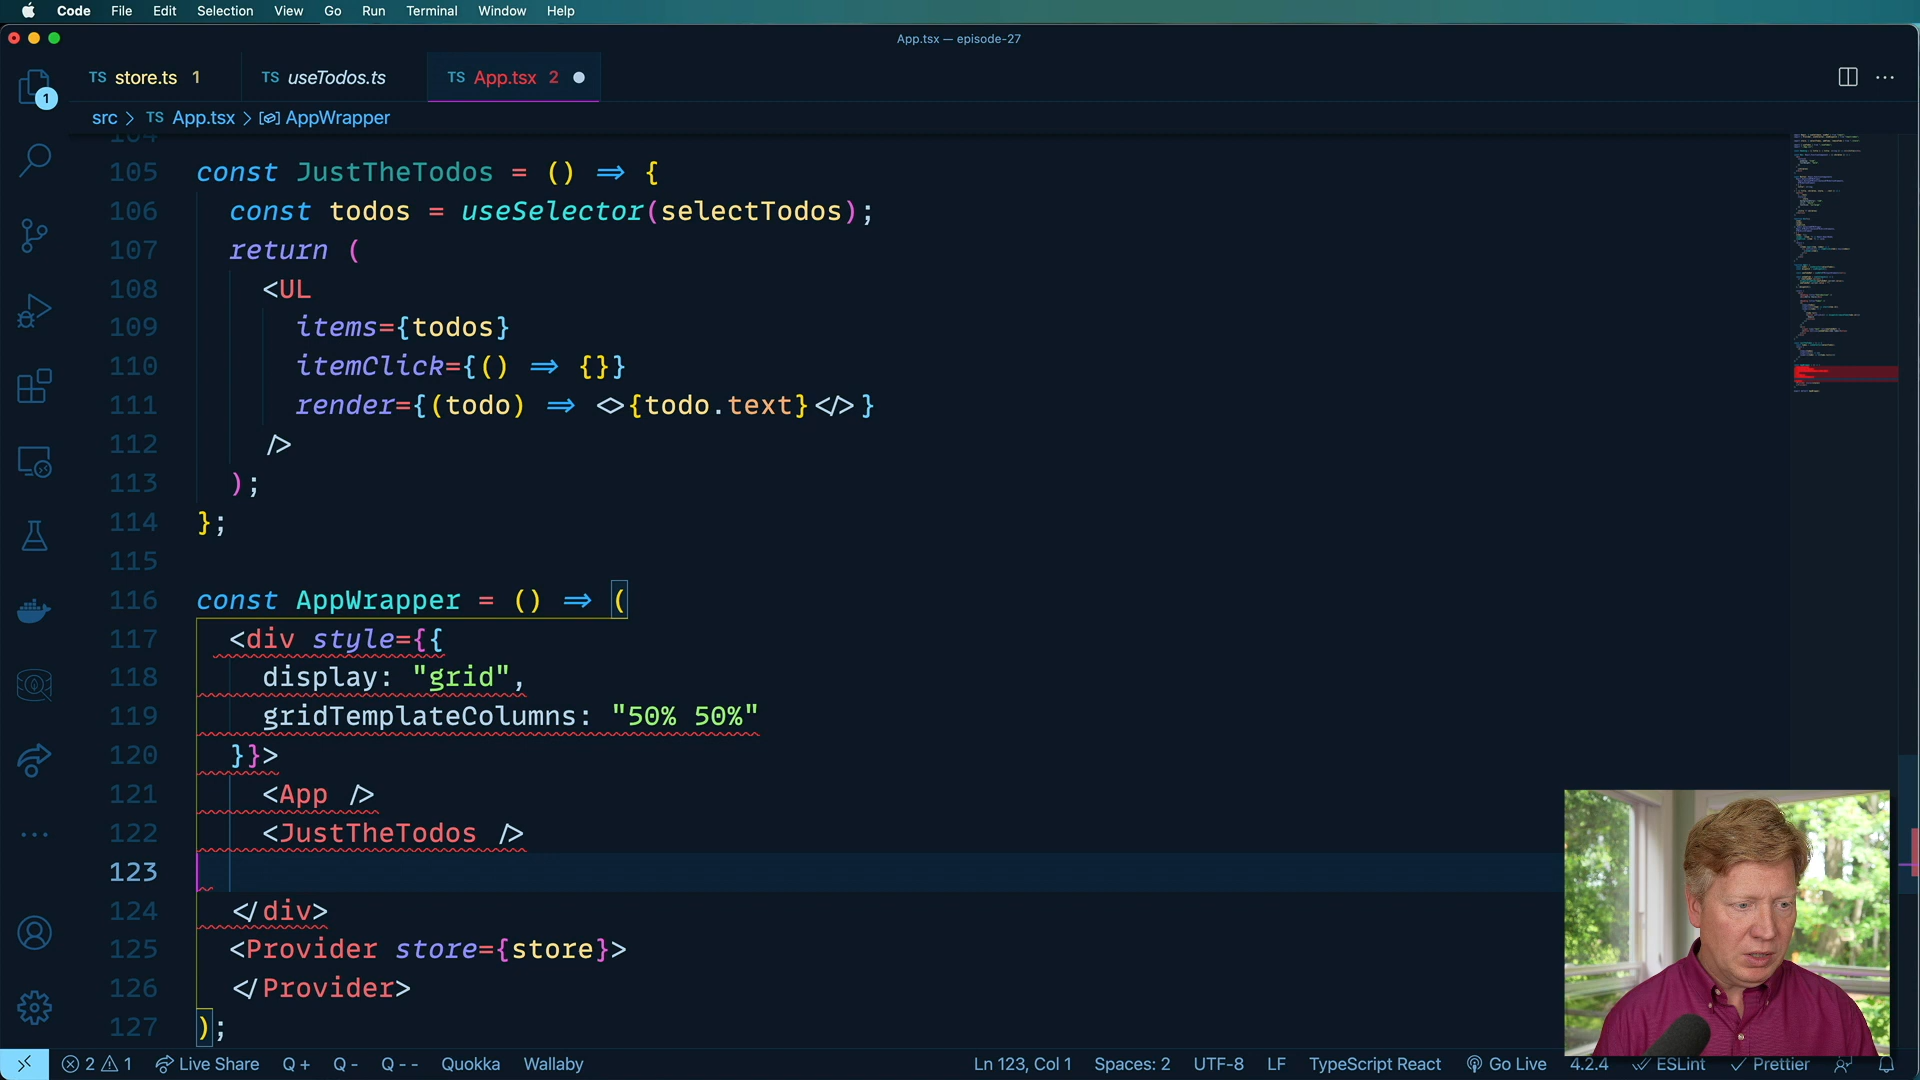 Code File Edit Selection View Go Run Terminal Window Help
App.tsx — episode-27
TS store.ts 1 TS useTodos.ts TS App.tsx 2
1
src > TS App.tsx > AppWrapper
104
105 const JustTheTodos = () => {
106 const todos = useSelector(selectTodos);
107 return (
108 <UL
109 items={todos}
110 itemClick={() => {}}
111 render={(todo) => <>{todo.text}</>}
112 />
113 );
114 };
115
116 const AppWrapper = () => (
117 <div style={{
118 display: "grid",
119 gridTemplateColumns: "50% 50%"
120 }}>
121 <App />
122 <JustTheTodos />
123
124 </div>
125 <Provider store={store}>
126 </Provider>
127 );
2 1 Live Share Q+ Q- Q-- Quokka Wallaby Ln 123, Col 1 Spaces: 2 UTF-8 LF TypeScript React Go Live 4.2.4 ESLint Prettier